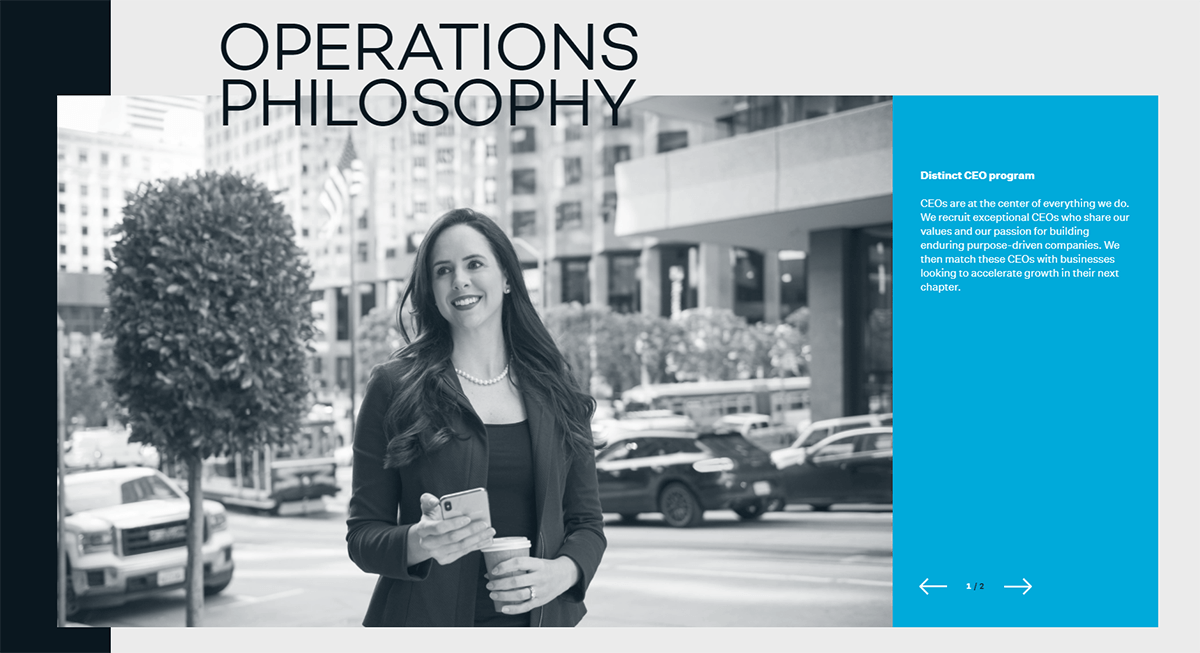 OPERATIONS
PHILOSOPHY
Distinct CEO program
CEOs are at the center of everything we do.
We recruit exceptional CEOs who share our
values and our passion for building
enduring purpose-driven companies. We
then match these CEOs with businesses
looking to accelerate growth in their next
chapter.
1 / 2